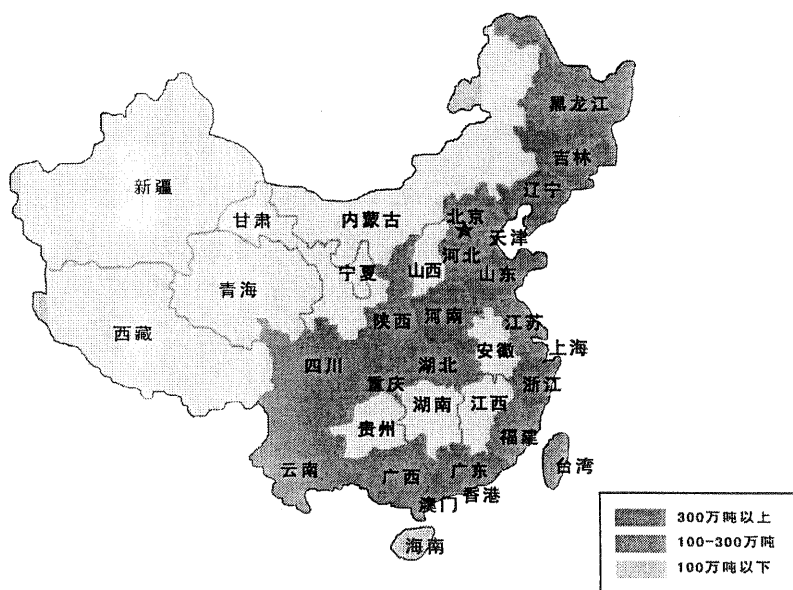 黑龙江
吉林
辽宁
新疆
甘肃
内蒙古
北京
天津
宁夏
山西
河北
山东
青海
西藏
陕西
河南
江苏
安徽
上海
四川
湖北
重庆
浙江
湖南
江西
贵州
福建
云南
广西
广东
台湾
香港
澳门
海南
300万吨以上
100-300万吨
100万吨以下